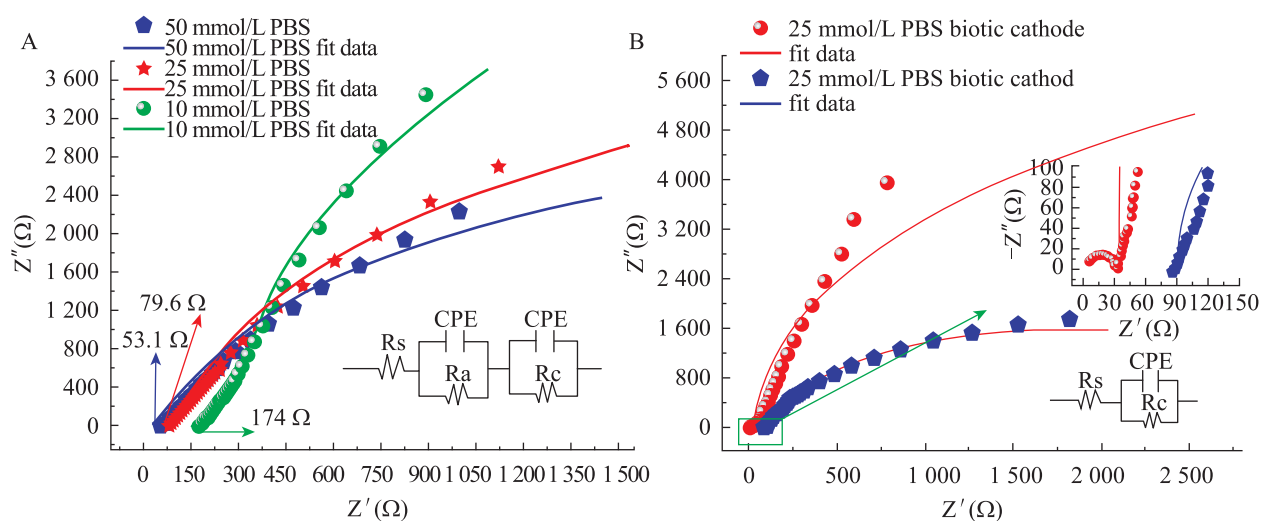 A
50 mmol/L PBS
50 mmol/L PBS fit data
25 mmol/L PBS
25 mmol/L PBS fit data
10 mmol/L PBS
10 mmol/L PBS fit data
3 600
3 200
2 800
2 400
2 000
1 600
1 200
800
400
0
Z″(Ω)
79.6 Ω
53.1 Ω
174 Ω
CPE
CPE
Rs
Ra
Rc
0 150 300 450 600 750 900 1 050 1 200 1 350 1 500
Z′(Ω)
B
25 mmol/L PBS biotic cathode
fit data
25 mmol/L PBS biotic cathod
fit data
5 600
4 800
4 000
3 200
2 400
1 600
800
0
Z″(Ω)
100
80
60
40
20
0
−Z″(Ω)
0 30 60 90 120 150
Z′(Ω)
CPE
Rs
Rc
0 500 1 000 1 500 2 000 2 500
Z′(Ω)